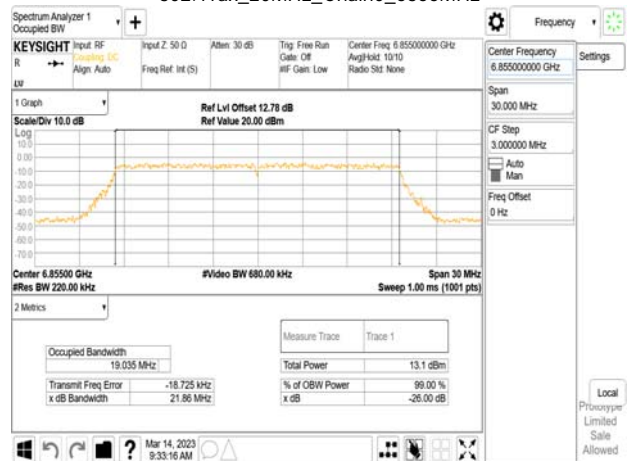 Spectrum Analyzer 1
Occupied BW
Frequency
KEYSIGHT
R
Input: RF
Coupling: DC
Align: Auto
Input Z: 50 Ω
Freq Ref: Int (S)
Atten: 30 dB
Trig: Free Run
Gate: Off
#IF Gain: Low
Center Freq: 6.855000000 GHz
Avg|Hold: 10/10
Radio Std: None
Center Frequency
6.855000000 GHz
Settings
Span
30.000 MHz
CF Step
3.000000 MHz
Auto
Man
Freq Offset
0 Hz
1 Graph
Scale/Div 10.0 dB
Ref Lvl Offset 12.78 dB
Ref Value 20.00 dBm
Log
10.0
0.00
-10.0
-20.0
-30.0
-40.0
-50.0
-60.0
-70.0
Center 6.85500 GHz
#Res BW 220.00 kHz
#Video BW 680.00 kHz
Span 30 MHz
Sweep 1.00 ms (1001 pts)
2 Metrics
Measure Trace
Trace 1
Occupied Bandwidth
19.035 MHz
Total Power
13.1 dBm
Transmit Freq Error
-18.725 kHz
% of OBW Power
99.00 %
x dB Bandwidth
21.86 MHz
x dB
-26.00 dB
Local
Prototype
Limited
Sale
Allowed
?
Mar 14, 2023
9:33:16 AM